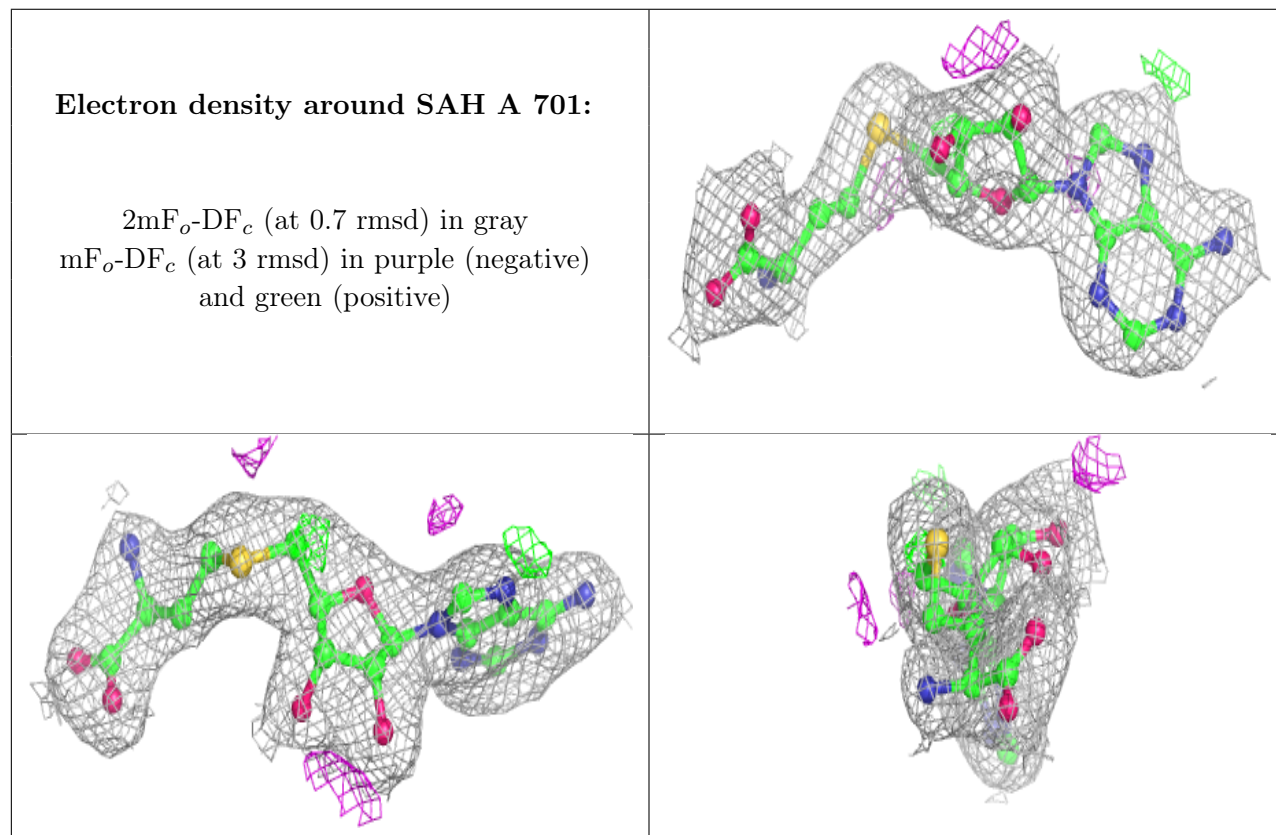 Electron density around SAH A 701:
2mFo-DFc (at 0.7 rmsd) in gray
mFo-DFc (at 3 rmsd) in purple (negative)
and green (positive)